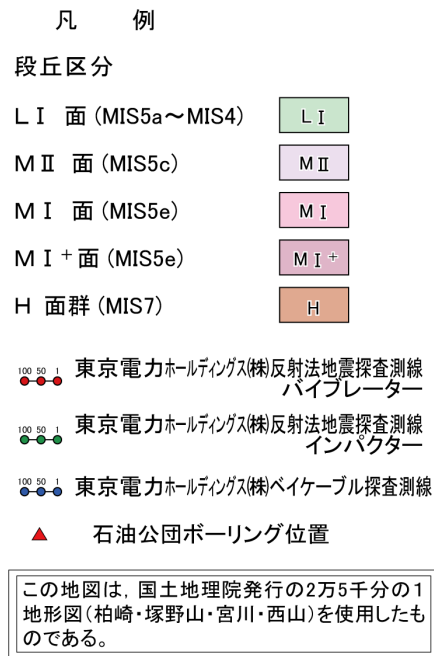 凡 例
段丘区分
LⅠ 面(MIS5a～MIS4) LⅠ
MⅡ 面(MIS5c) MⅡ
MⅠ 面(MIS5e) MⅠ
MⅠ⁺面(MIS5e) MⅠ⁺
H 面群(MIS7) H
100 50 1 東京電力ホールディングス㈱反射法地震探査測線
バイブレーター
100 50 1 東京電力ホールディングス㈱反射法地震探査測線
インパクター
100 50 1 東京電力ホールディングス㈱ベイケーブル探査測線
石油公団ボーリング位置
この地図は，国土地理院発行の2万5千分の1
地形図(柏崎・塚野山・宮川・西山)を使用したも
のである。